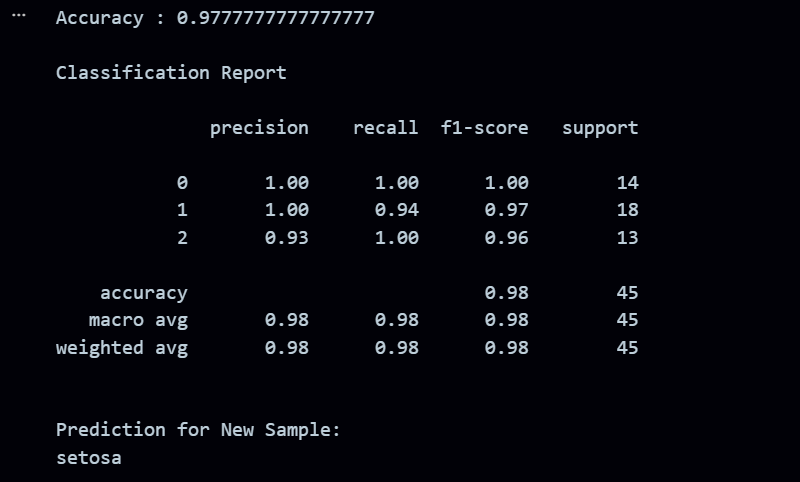 Accuracy : 0.9777777777777777
Classification Report
precision recall f1-score support
0 1.00 1.00 1.00 14
1 1.00 0.94 0.97 18
2 0.93 1.00 0.96 13
accuracy 0.98 45
macro avg 0.98 0.98 0.98 45
weighted avg 0.98 0.98 0.98 45
Prediction for New Sample:
setosa